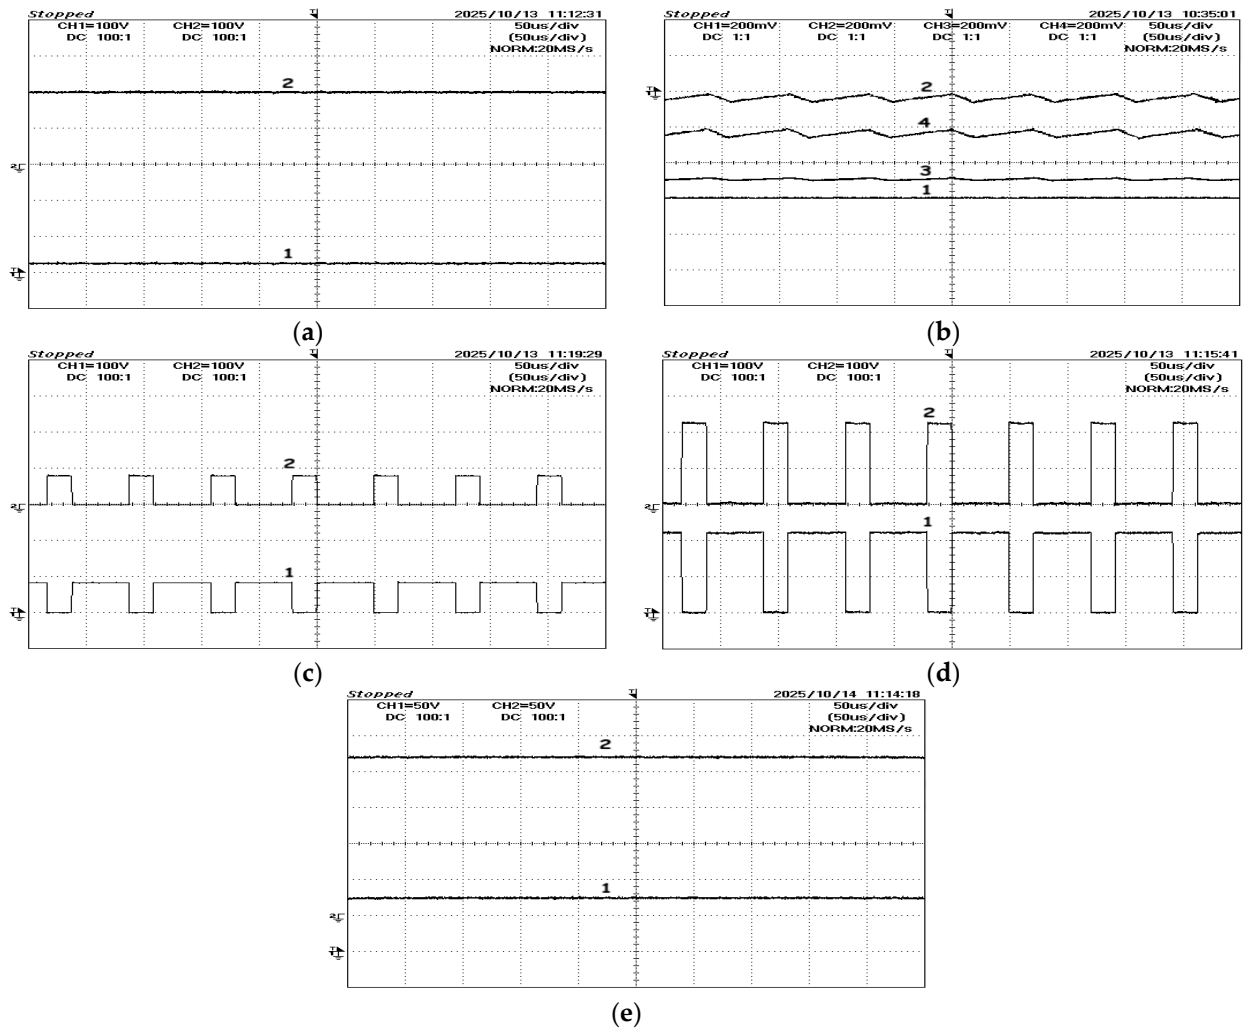 Stopped 2025/10/13 11:12:31
CH1=100V CH2=100V 50us/div
DC 100:1 DC 100:1 (50us/div)
NORM:20MS/s
2
1
(a)
Stopped 2025/10/13 10:35:01
CH1=200mV CH2=200mV CH3=200mV CH4=200mV 50us/div
DC 1:1 DC 1:1 DC 1:1 DC 1:1 (50us/div)
NORM:20MS/s
2
4
3
1
(b)
Stopped 2025/10/13 11:19:29
CH1=100V CH2=100V 50us/div
DC 100:1 DC 100:1 (50us/div)
NORM:20MS/s
2
1
(c)
Stopped 2025/10/13 11:15:41
CH1=100V CH2=100V 50us/div
DC 100:1 DC 100:1 (50us/div)
NORM:20MS/s
2
1
(d)
Stopped 2025/10/14 11:14:18
CH1=50V CH2=50V 50us/div
DC 100:1 DC 100:1 (50us/div)
NORM:20MS/s
2
1
(e)